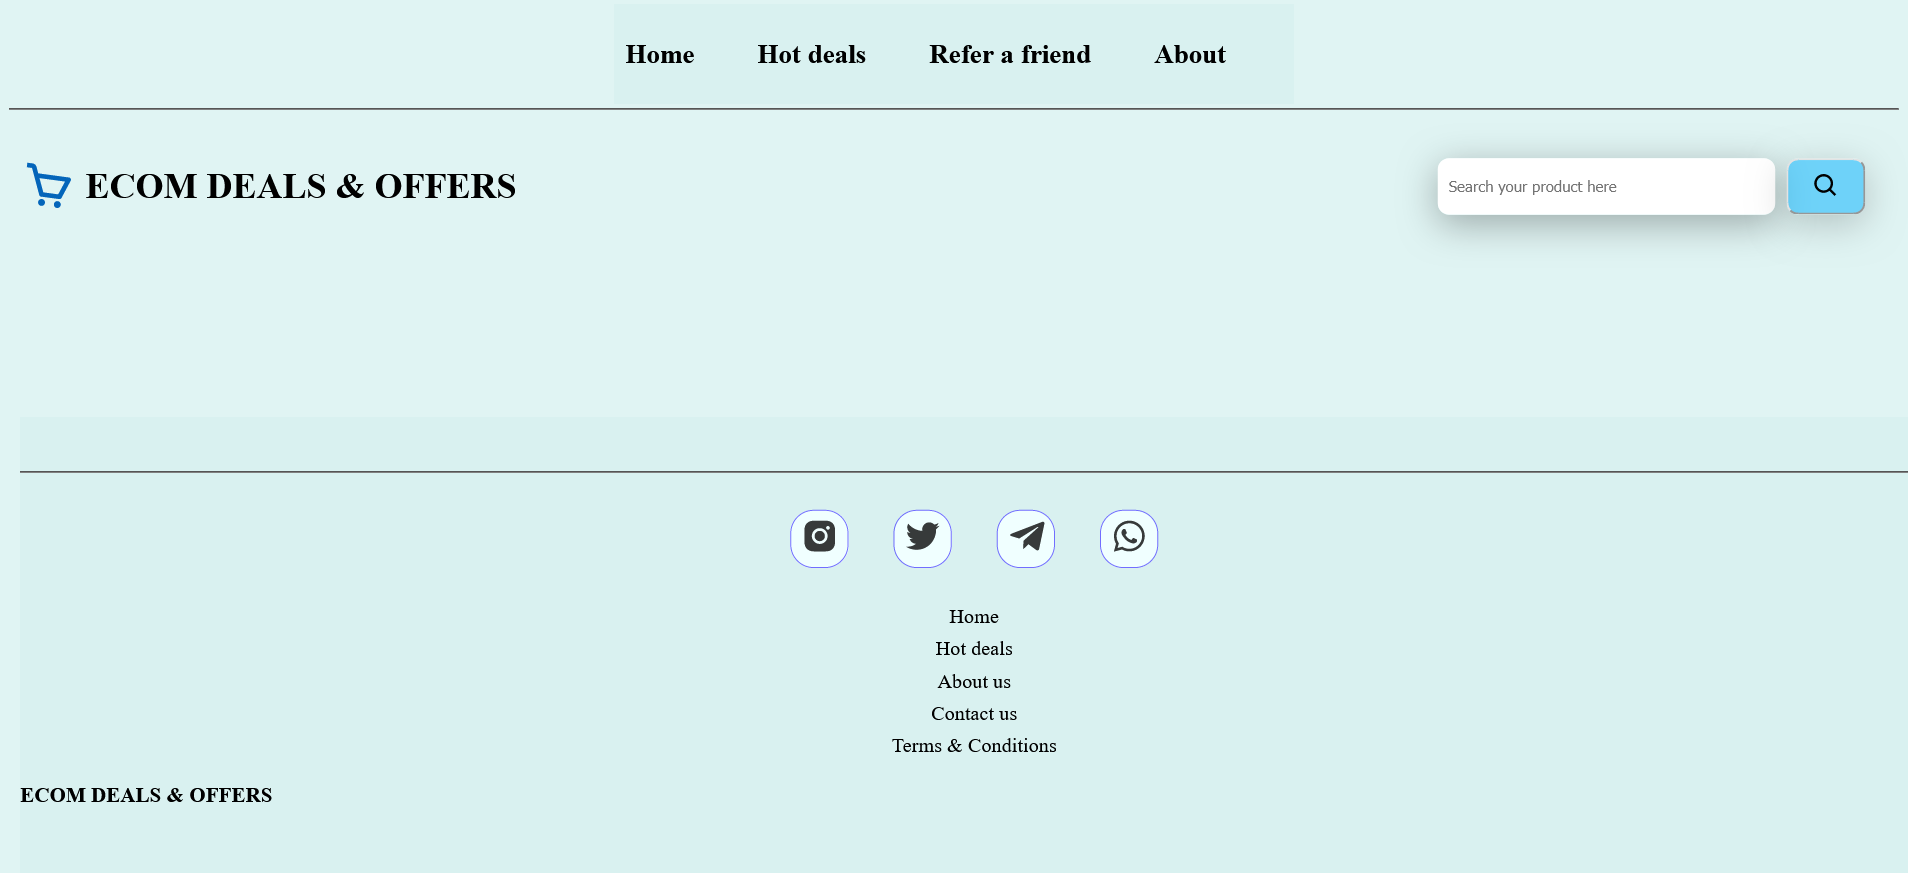 Home Hot deals Refer a friend About
ECOM DEALS & OFFERS
Search your product here
Home
Hot deals
About us
Contact us
Terms & Conditions
ECOM DEALS & OFFERS